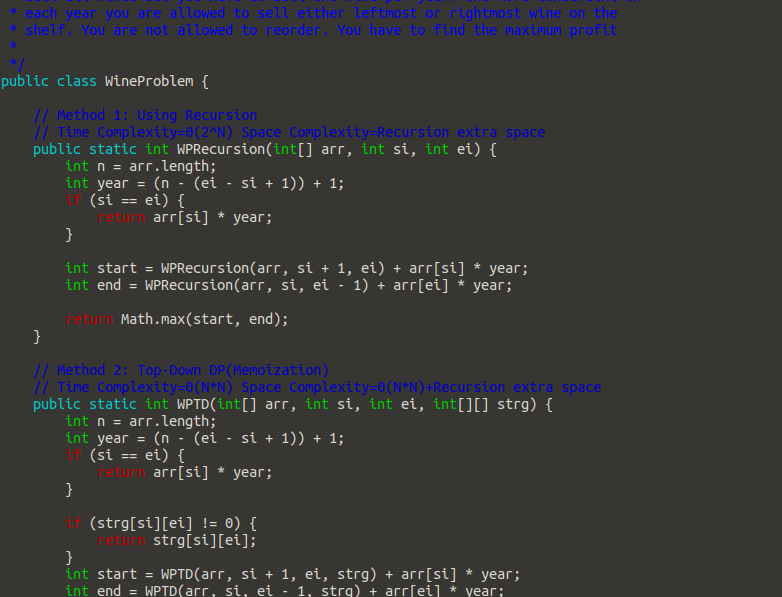 * each year you are allowed to sell either leftmost or rightmost wine on the
* shelf. You are not allowed to reorder. You have to find the maximum profit
*
*/
public class WineProblem {
// Method 1: Using Recursion
// Time Complexity=O(2^N) Space Complexity=Recursion extra space
public static int WPRecursion(int[] arr, int si, int ei) {
int n = arr.length;
int year = (n - (ei - si + 1)) + 1;
if (si == ei) {
return arr[si] * year;
}
int start = WPRecursion(arr, si + 1, ei) + arr[si] * year;
int end = WPRecursion(arr, si, ei - 1) + arr[ei] * year;
return Math.max(start, end);
}
// Method 2: Top-Down DP(Memoization)
// Time Complexity=O(N*N) Space Complexity=O(N*N)+Recursion extra space
public static int WPTD(int[] arr, int si, int ei, int[][] strg) {
int n = arr.length;
int year = (n - (ei - si + 1)) + 1;
if (si == ei) {
return arr[si] * year;
}
if (strg[si][ei] != 0) {
return strg[si][ei];
}
int start = WPTD(arr, si + 1, ei, strg) + arr[si] * year;
int end = WPTD(arr, si, ei - 1, strg) + arr[ei] * year;